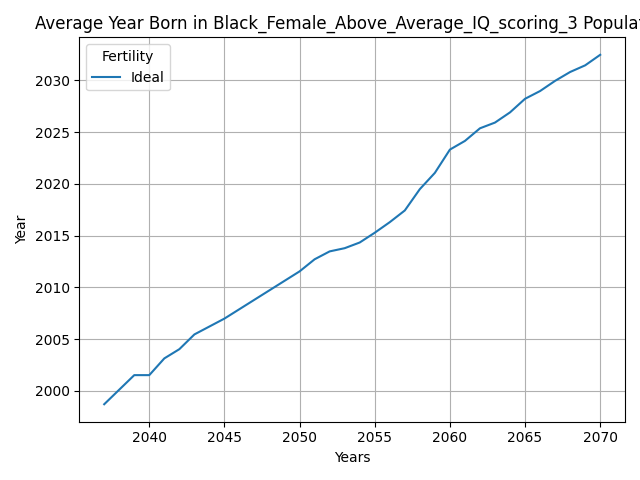 Average Year Born in Black_Female_Above_Average_IQ_scoring_3 Populat
Fertility
Ideal
Year
2030
2025
2020
2015
2010
2005
2000
2040 2045 2050 2055 2060 2065 2070
Years